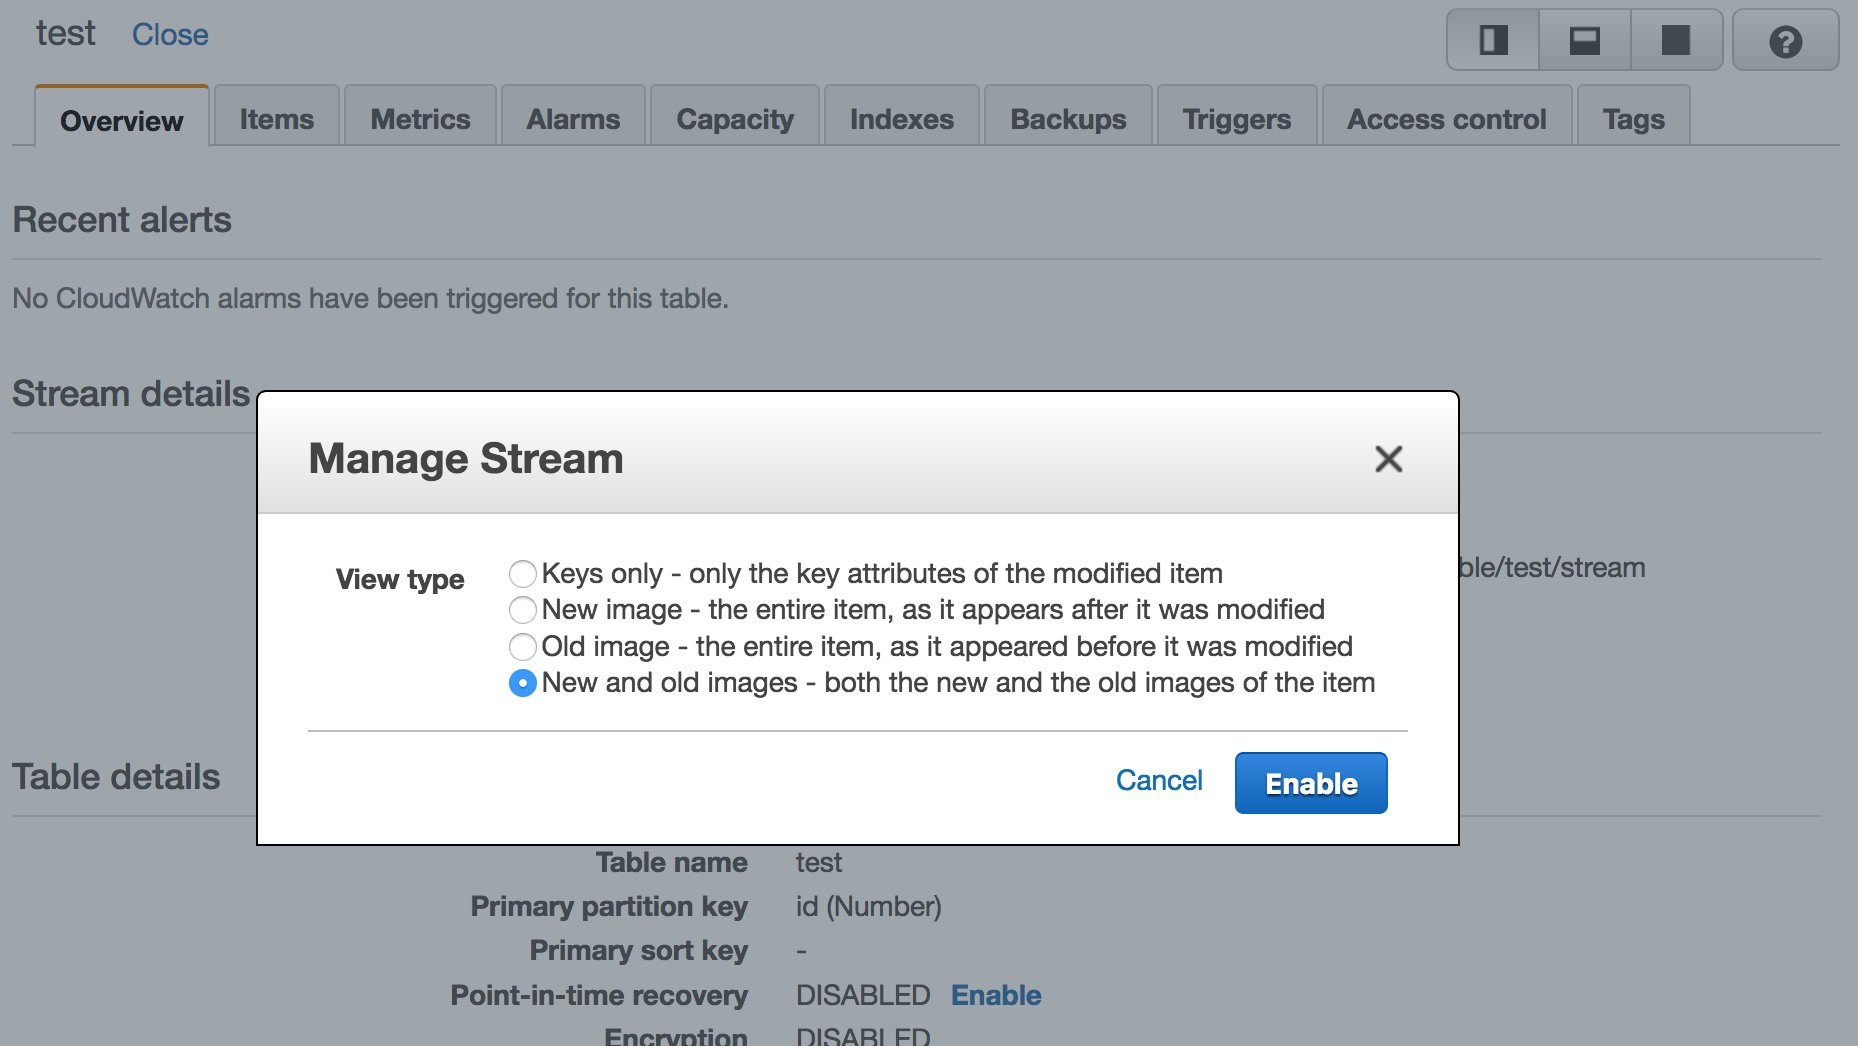 test Close
Overview Items Metrics Alarms Capacity Indexes Backups Triggers Access control Tags
Recent alerts
No CloudWatch alarms have been triggered for this table.
Stream details
Manage Stream
View type
Keys only - only the key attributes of the modified item
New image - the entire item, as it appears after it was modified
Old image - the entire item, as it appeared before it was modified
New and old images - both the new and the old images of the item
ble/test/stream
Cancel Enable
Table details
Table name test
Primary partition key id (Number)
Primary sort key -
Point-in-time recovery DISABLED Enable
Encryption DISABLED